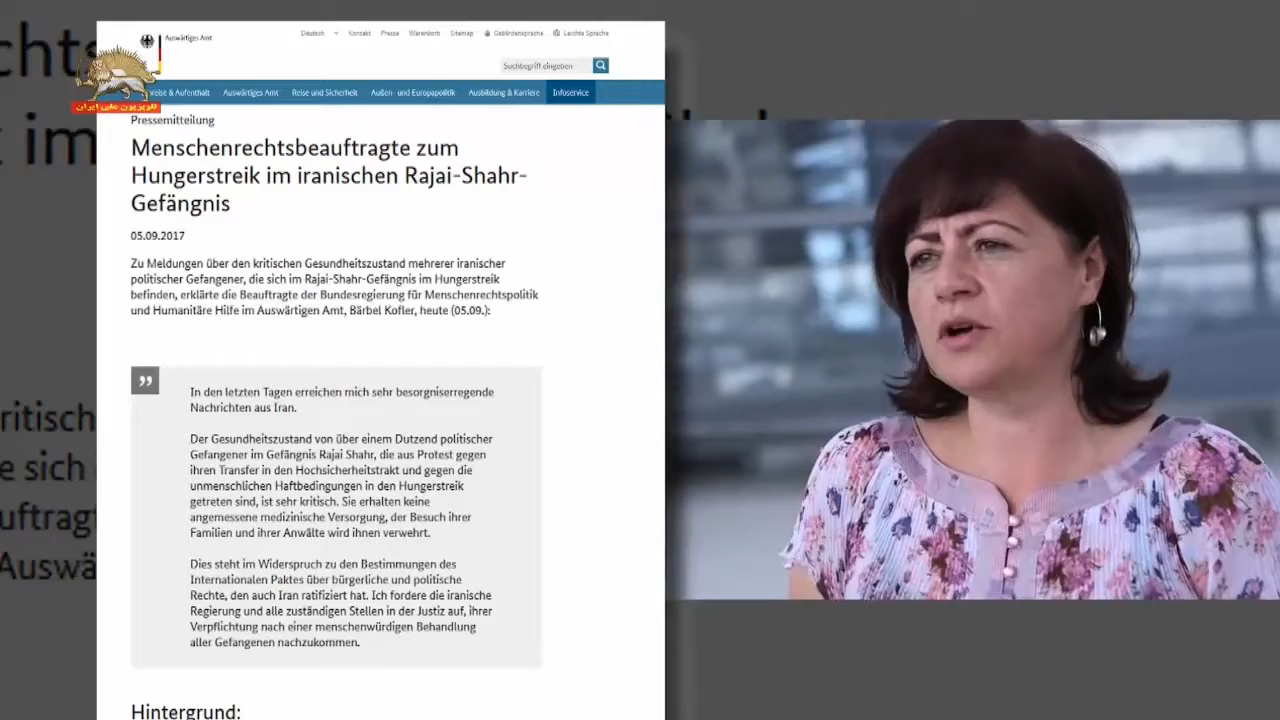 Auswärtiges Amt
Deutsch
Kontakt
Presse
Warenkorb
Sitemap
Gebärdensprache
Leichte Sprache
Suchbegriff eingeben
reise & Aufenthalt
Auswärtiges Amt
Reise und Sicherheit
Außen- und Europapolitik
Ausbildung & Karriere
Infoservice
تلویزیون ملی ایران
Pressemitteilung
Menschenrechtsbeauftragte zum
Hungerstreik im iranischen Rajai-Shahr-
Gefängnis
05.09.2017
Zu Meldungen über den kritischen Gesundheitszustand mehrerer iranischer
politischer Gefangener, die sich im Rajai-Shahr-Gefängnis im Hungerstreik
befinden, erklärte die Beauftragte der Bundesregierung für Menschenrechtspolitik
und Humanitäre Hilfe im Auswärtigen Amt, Bärbel Kofler, heute (05.09.):
In den letzten Tagen erreichen mich sehr besorgniserregende
Nachrichten aus Iran.
Der Gesundheitszustand von über einem Dutzend politischer
Gefangener im Gefängnis Rajai Shahr, die aus Protest gegen
ihren Transfer in den Hochsicherheitstrakt und gegen die
unmenschlichen Haftbedingungen in den Hungerstreik
getreten sind, ist sehr kritisch. Sie erhalten keine
angemessene medizinische Versorgung, der Besuch ihrer
Familien und ihrer Anwälte wird ihnen verwehrt.
Dies steht im Widerspruch zu den Bestimmungen des
Internationalen Paktes über bürgerliche und politische
Rechte, den auch Iran ratifiziert hat. Ich fordere die iranische
Regierung und alle zuständigen Stellen in der Justiz auf, ihrer
Verpflichtung nach einer menschenwürdigen Behandlung
aller Gefangenen nachzukommen.
Hintergrund: